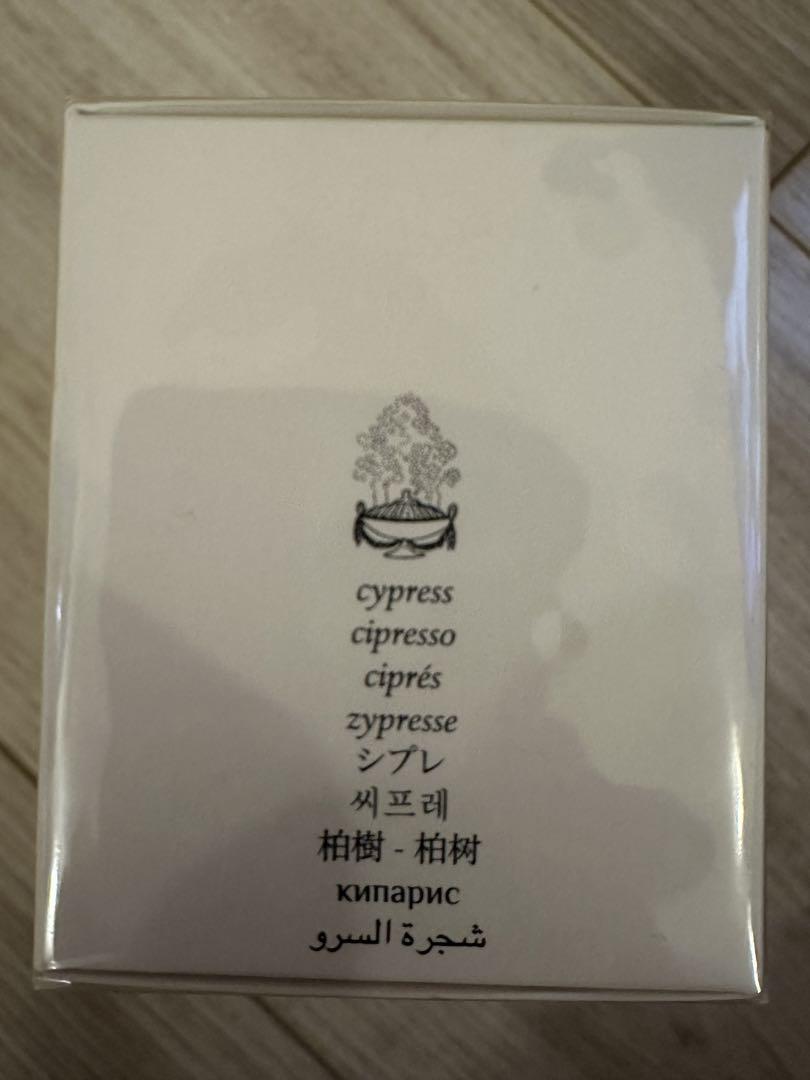 cypress
cipresso
ciprés
zypresse
シプレ
씨프레
柏樹 - 柏树
кипарис
شجرة السرو